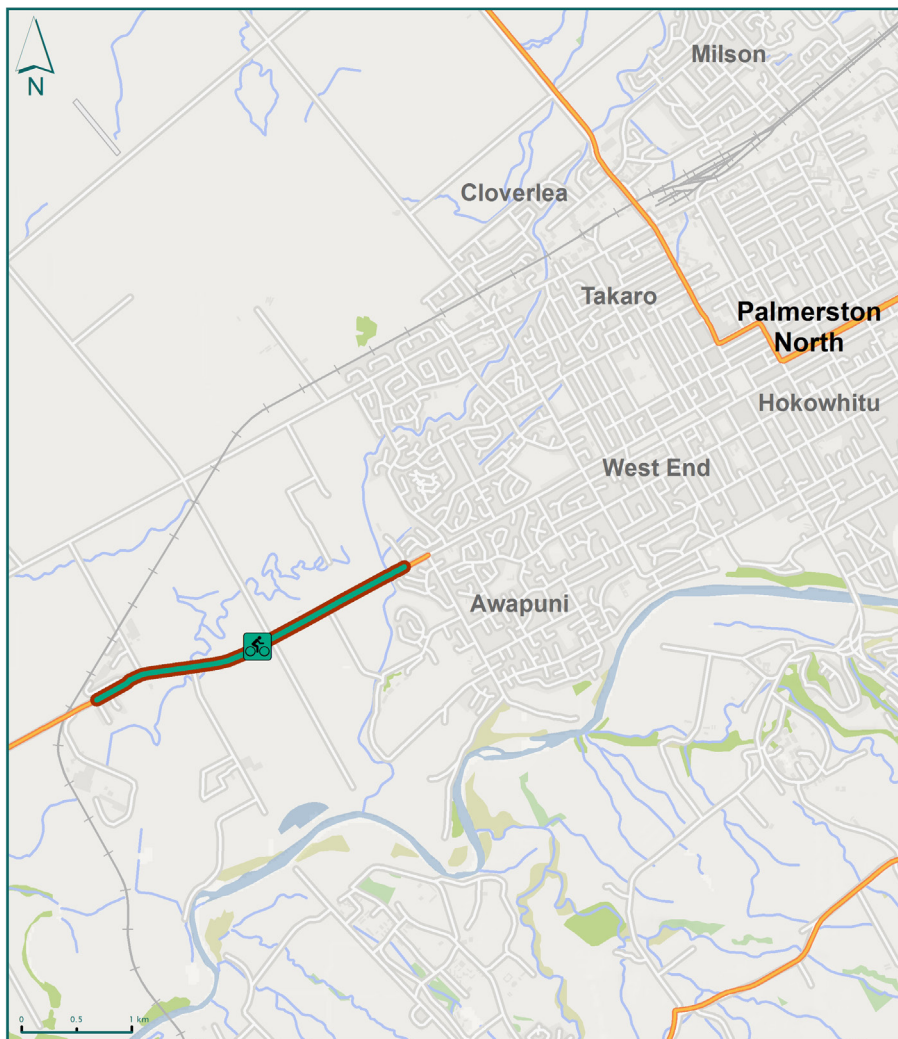 N
Milson
Cloverlea
Takaro
Palmerston
North
Hokowhitu
West End
Awapuni
0 0.5 1 km